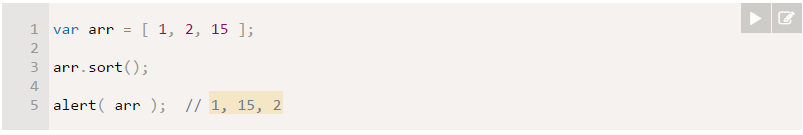 1 var arr = [ 1, 2, 15 ];
2
3 arr.sort();
4
5 alert( arr );  // 1, 15, 2